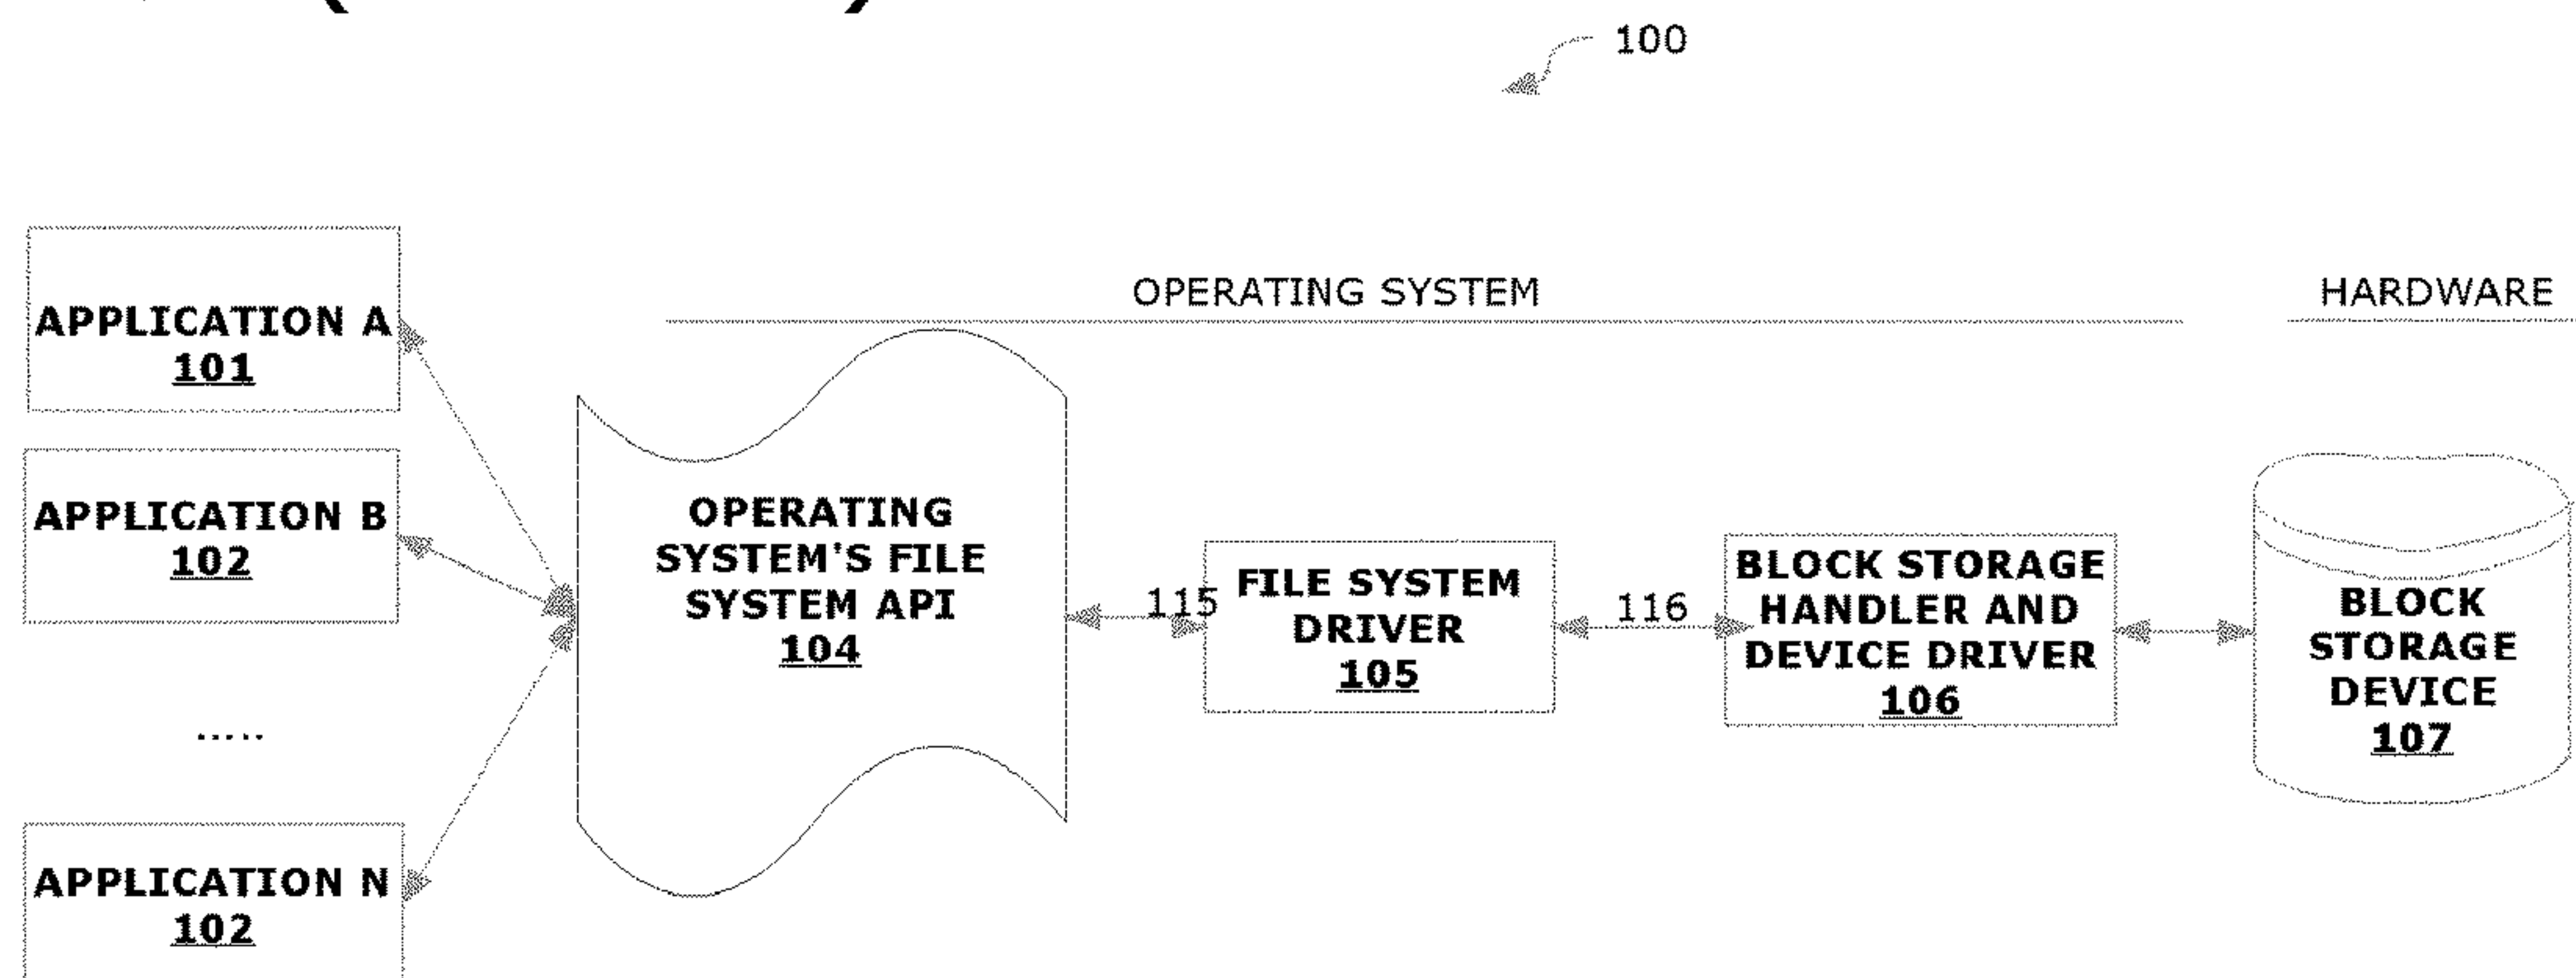 100
OPERATING SYSTEM
HARDWARE
APPLICATION A
101
APPLICATION B
102
.....
APPLICATION N
102
OPERATING
SYSTEM'S FILE
SYSTEM API
104
115
FILE SYSTEM
DRIVER
105
116
BLOCK STORAGE
HANDLER AND
DEVICE DRIVER
106
BLOCK
STORAGE
DEVICE
107